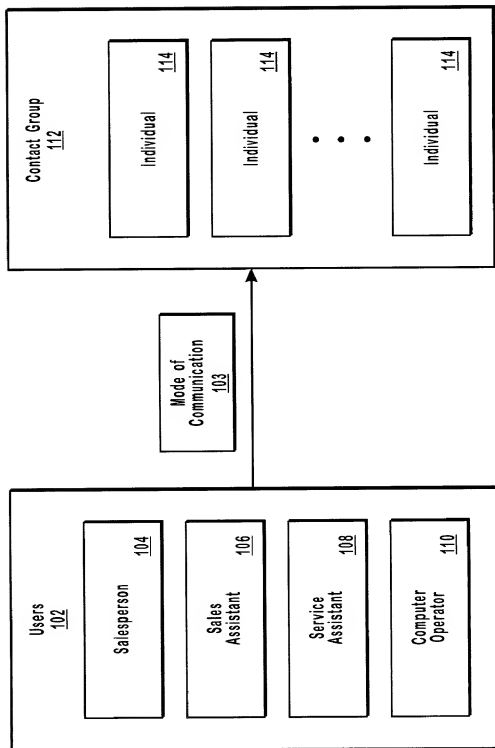 Users
102
Salesperson
104
Sales
Assistant
106
Service
Assistant
108
Computer
Operator
110
Mode of
Communication
103
Contact Group
112
Individual
114
Individual
114
Individual
114